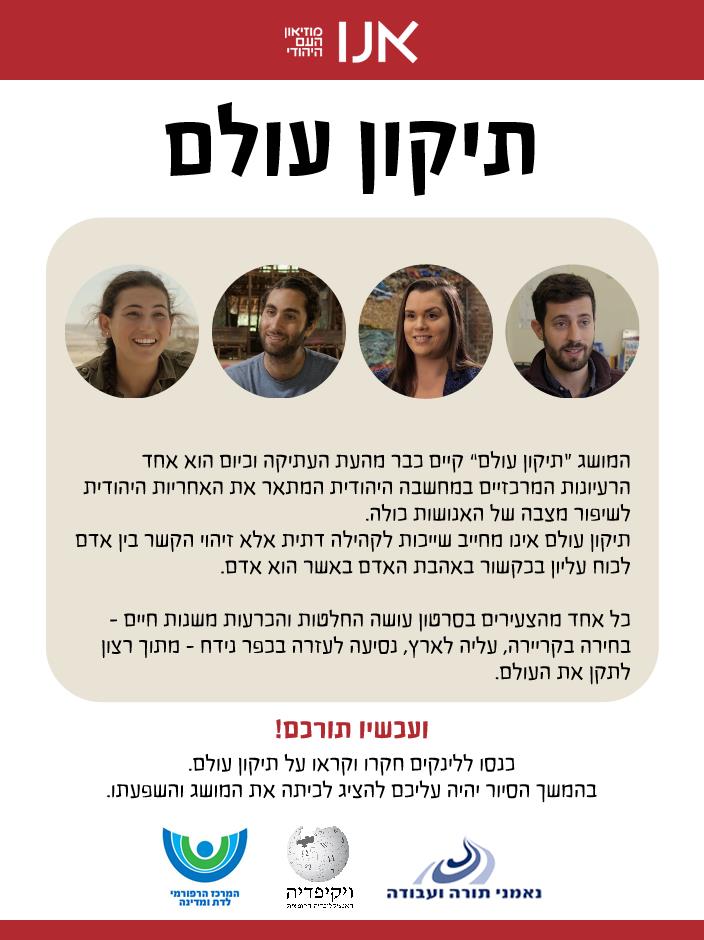 אנו
מוזיאון
העם
היהודי
תיקון עולם
המושג "תיקון עולם" קיים כבר מהעת העתיקה וכיום הוא אחד
הרעיונות המרכזיים במחשבה היהודית המתאר את האחריות היהודית
לשיפור מצבה של האנושות כולה.
תיקון עולם אינו מחייב שייכות לקהילה דתית אלא זיהוי הקשר בין אדם
לכוח עליון בכקשור באהבת האדם באשר הוא אדם.
כל אחד מהצעירים בסרטון עושה החלטות והכרעות משנות חיים -
בחירה בקריירה, עליה לארץ, נסיעה לעזרה בכפר נידח - מתוך רצון
לתקן את העולם.
ועכשיו תורכם!
כנסו ללינקים חקרו וקראו על תיקון עולם.
בהמשך הסיור יהיה עליכם להציג לכיתה את המושג והשפעתו.
נאמני תורה ועבודה
ויקיפדיה
האנציקלופדיה החופשית
המרכז הרפורמי
לדת ומדינה